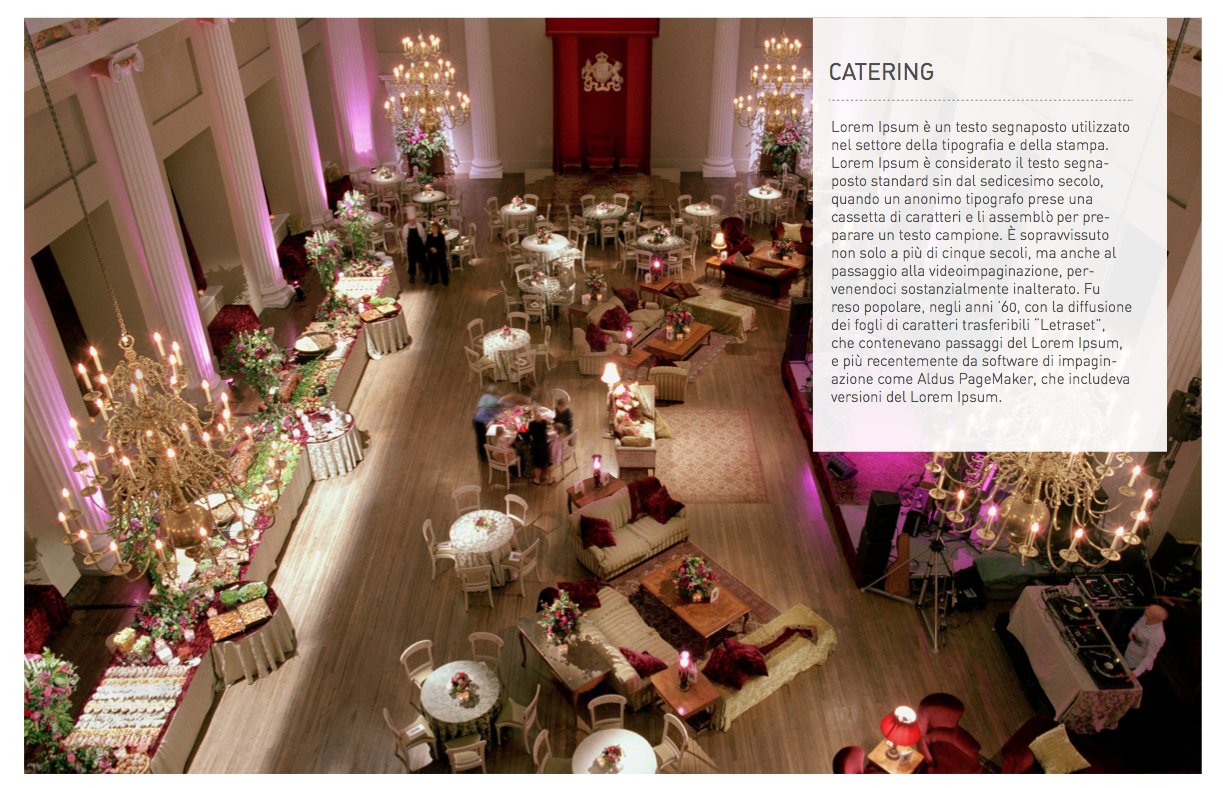 CATERING
Lorem Ipsum è un testo segnaposto utilizzato
nel settore della tipografia e della stampa.
Lorem Ipsum è considerato il testo segna-
posto standard sin dal sedicesimo secolo,
quando un anonimo tipografo prese una
cassetta di caratteri e li assemblò per pre-
parare un testo campione. È sopravvissuto
non solo a più di cinque secoli, ma anche al
passaggio alla videoimpaginazione, per-
venendoci sostanzialmente inalterato. Fu
reso popolare, negli anni ’60, con la diffusione
dei fogli di caratteri trasferibili “Letraset”,
che contenevano passaggi del Lorem Ipsum,
e più recentemente da software di impagin-
azione come Aldus PageMaker, che includeva
versioni del Lorem Ipsum.